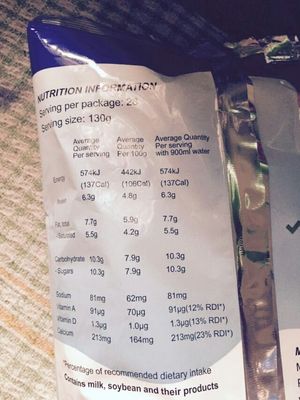 NUTRITION INFORMATION
Serving per package: 28
Serving size: 130g
Average Quantity Per serving Average Quantity Per 100g Average Quantity Per serving with 900ml water
Energy 574kJ 442kJ 574kJ
(137Cal) (106Cal) (137Cal)
Protein 6.3g 4.8g 6.3g
Fat, total 7.7g 5.9g 7.7g
- Saturated 5.5g 4.2g 5.5g
Carbohydrate 10.3g 7.9g 10.3g
- Sugars 10.3g 7.9g 10.3g
Sodium 81mg 62mg 81mg
Vitamin A 91µg 70µg 91µg(12% RDI*)
Vitamin D 1.3µg 1.0µg 1.3µg(13% RDI*)
Calcium 213mg 164mg 213mg(23% RDI*)
*Percentage of recommended dietary intake
Contains milk, soybean and their products